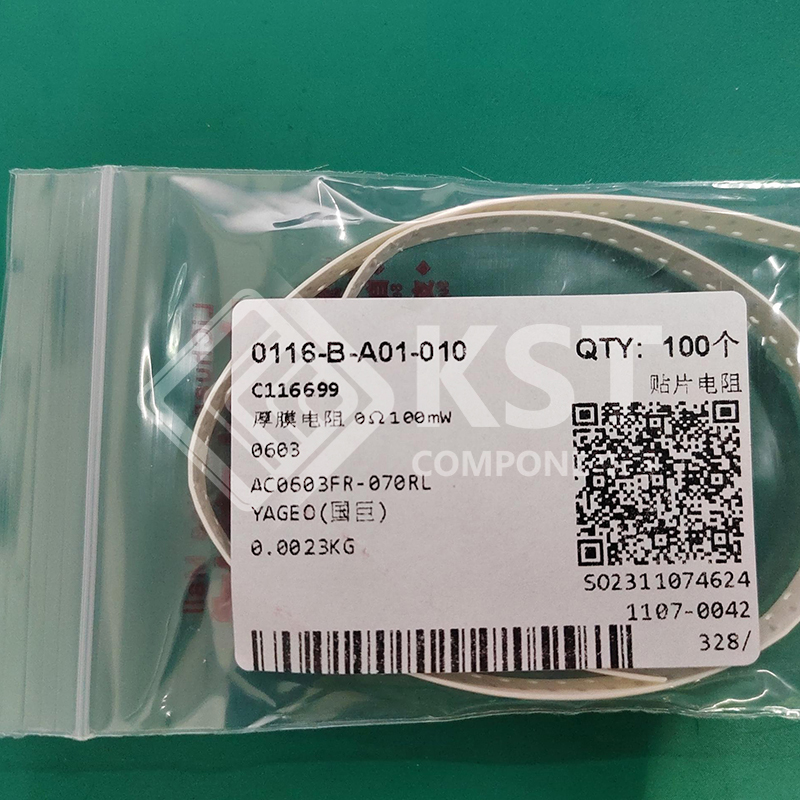 0116-B-A01-010
QTY: 100个
C116699
贴片电阻
厚膜电阻 0Ω100mW
0603
AC0603FR-070RL
YAGEO(国巨)
0.0023KG
SO2311074624
1107-0042
328/
KST
COMPONE